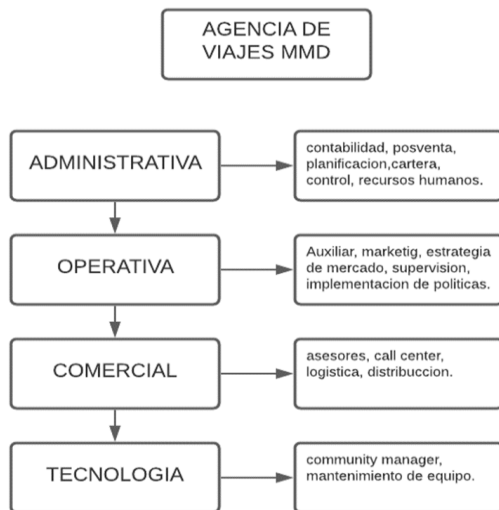 AGENCIA DE
VIAJES MMD
ADMINISTRATIVA
contabilidad, posventa,
planificacion,cartera,
control, recursos humanos.
OPERATIVA
Auxiliar, marketig, estrategia
de mercado, supervision,
implementacion de politicas.
COMERCIAL
asesores, call center,
logistica, distribuccion.
TECNOLOGIA
community manager,
mantenimiento de equipo.